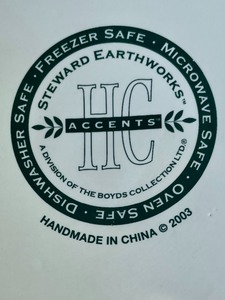 DISHWASHER SAFE · FREEZER SAFE · MICROWAVE SAFE · OVEN SAFE ·
STEWARD EARTHWORKS™
HC
ACCENTS™
A DIVISION OF THE BOYDS COLLECTION LTD.®
HANDMADE IN CHINA © 2003